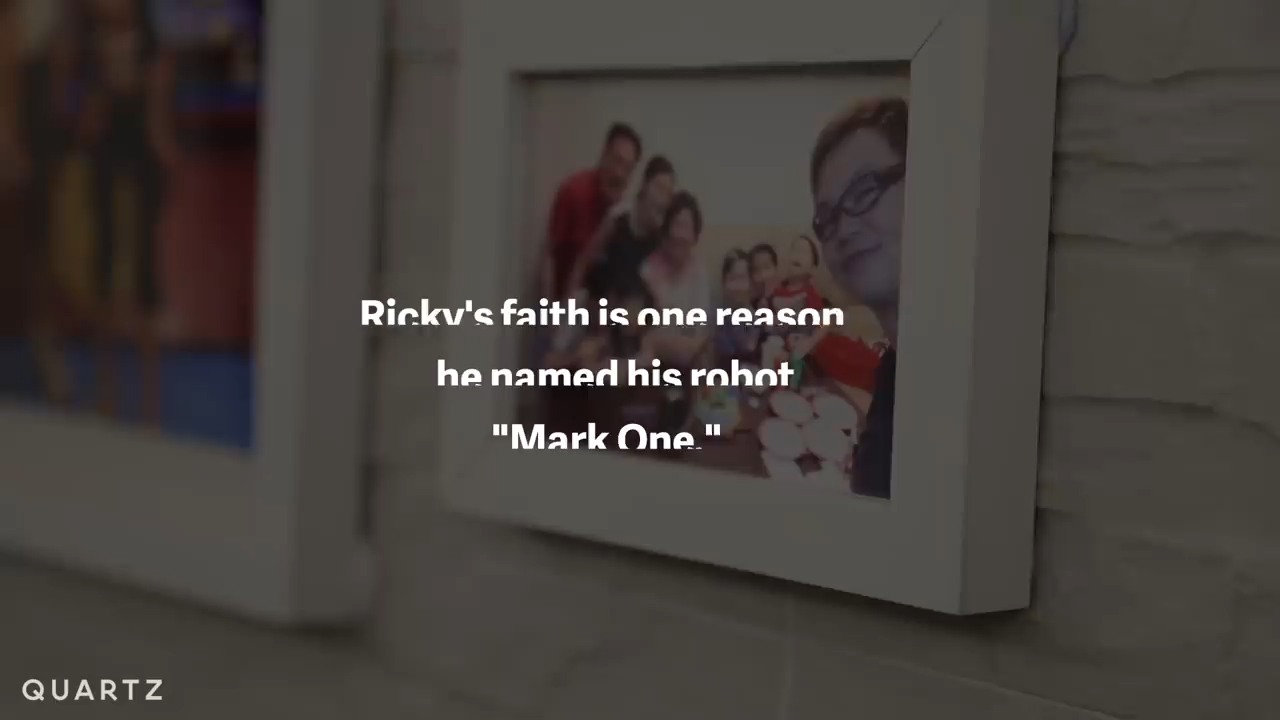 Ricky's faith is one reason
he named his robot
"Mark One."
QUARTZ